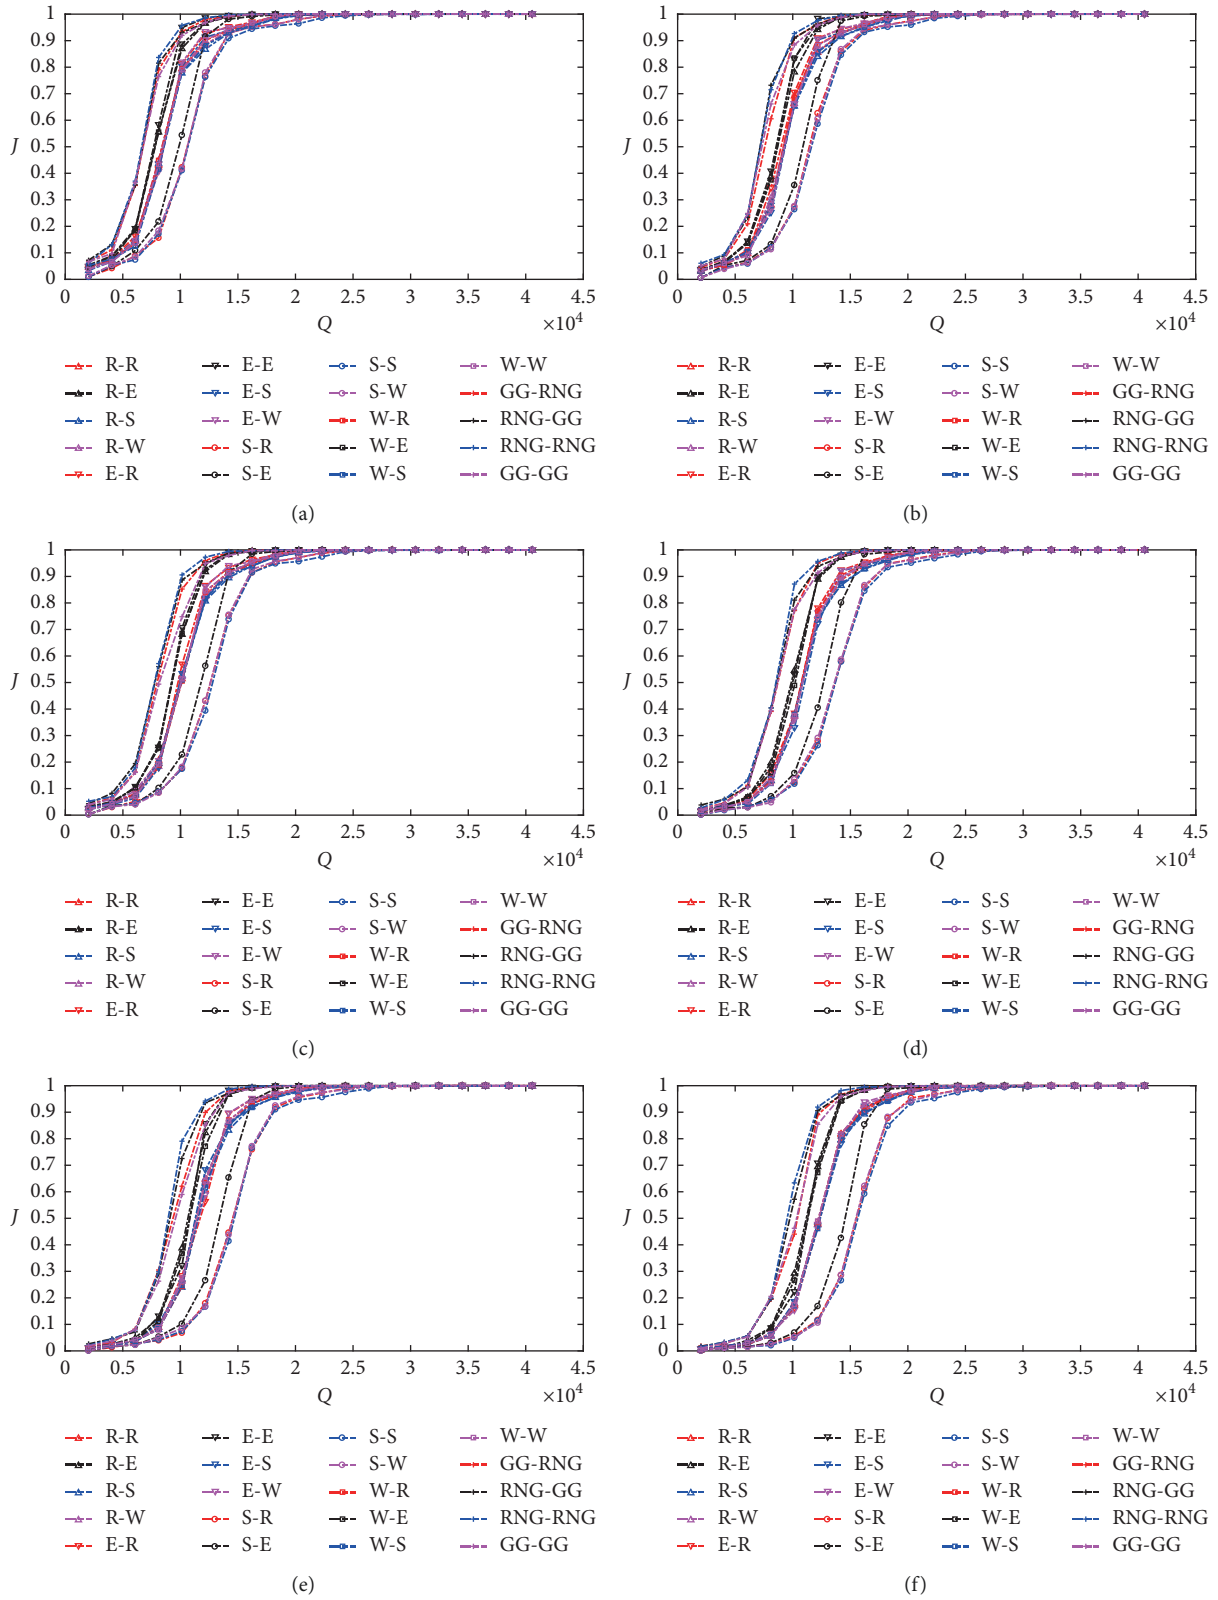 1
0.9
0.8
0.7
0.6
J 0.5
0.4
0.3
0.2
0.1
0
0 0.5 1 1.5 2 2.5 3 3.5 4 4.5
Q ×10⁴
R-R E-E S-S W-W
R-E E-S S-W GG-RNG
R-S E-W W-R RNG-GG
R-W S-R W-E RNG-RNG
E-R S-E W-S GG-GG
(a)
1
0.9
0.8
0.7
0.6
J 0.5
0.4
0.3
0.2
0.1
0
0 0.5 1 1.5 2 2.5 3 3.5 4 4.5
Q ×10⁴
R-R E-E S-S W-W
R-E E-S S-W GG-RNG
R-S E-W W-R RNG-GG
R-W S-R W-E RNG-RNG
E-R S-E W-S GG-GG
(b)
1
0.9
0.8
0.7
0.6
J 0.5
0.4
0.3
0.2
0.1
0
0 0.5 1 1.5 2 2.5 3 3.5 4 4.5
Q ×10⁴
R-R E-E S-S W-W
R-E E-S S-W GG-RNG
R-S E-W W-R RNG-GG
R-W S-R W-E RNG-RNG
E-R S-E W-S GG-GG
(c)
1
0.9
0.8
0.7
0.6
J 0.5
0.4
0.3
0.2
0.1
0
0 0.5 1 1.5 2 2.5 3 3.5 4 4.5
Q ×10⁴
R-R E-E S-S W-W
R-E E-S S-W GG-RNG
R-S E-W W-R RNG-GG
R-W S-R W-E RNG-RNG
E-R S-E W-S GG-GG
(d)
1
0.9
0.8
0.7
0.6
J 0.5
0.4
0.3
0.2
0.1
0
0 0.5 1 1.5 2 2.5 3 3.5 4 4.5
Q ×10⁴
R-R E-E S-S W-W
R-E E-S S-W GG-RNG
R-S E-W W-R RNG-GG
R-W S-R W-E RNG-RNG
E-R S-E W-S GG-GG
(e)
1
0.9
0.8
0.7
0.6
J 0.5
0.4
0.3
0.2
0.1
0
0 0.5 1 1.5 2 2.5 3 3.5 4 4.5
Q ×10⁴
R-R E-E S-S W-W
R-E E-S S-W GG-RNG
R-S E-W W-R RNG-GG
R-W S-R W-E RNG-RNG
E-R S-E W-S GG-GG
(f)